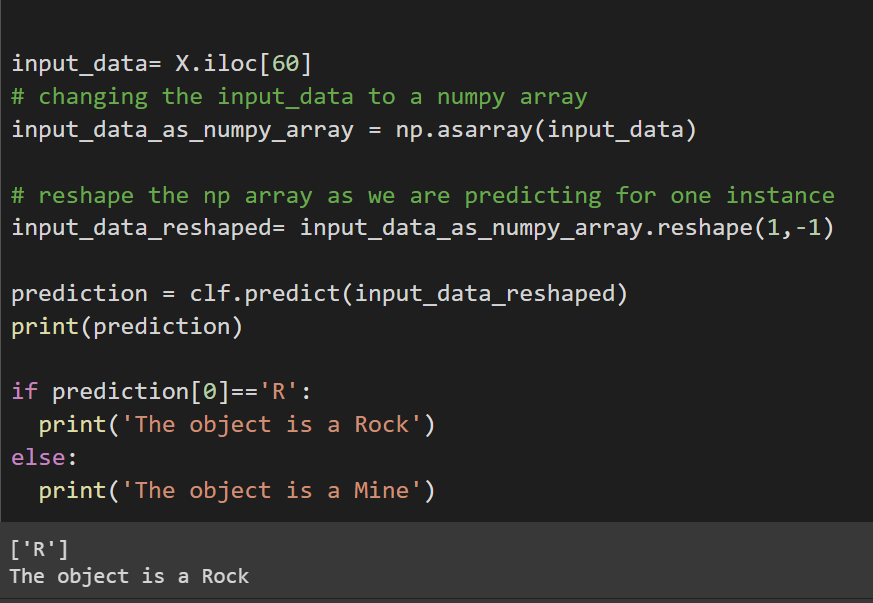 input_data= X.iloc[60]
# changing the input_data to a numpy array
input_data_as_numpy_array = np.asarray(input_data)
# reshape the np array as we are predicting for one instance
input_data_reshaped= input_data_as_numpy_array.reshape(1,-1)
prediction = clf.predict(input_data_reshaped)
print(prediction)
if prediction[0]=='R':
  print('The object is a Rock')
else:
  print('The object is a Mine')
['R']
The object is a Rock